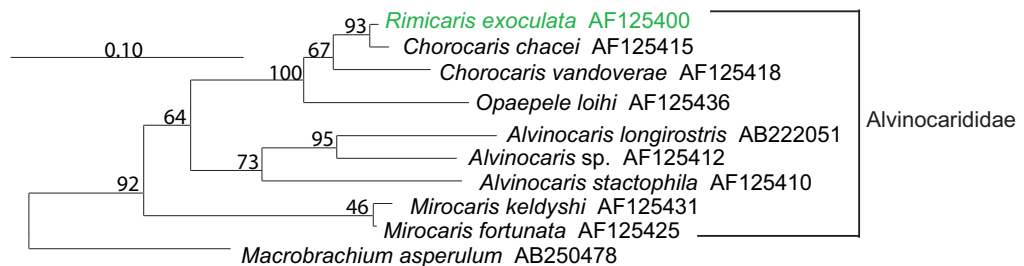 93 Rimicaris exoculata AF125400
0.10 67 Chorocaris chacei AF125415
100 Chorocaris vandoverae AF125418
Opaepele loihi AF125436
64 Alvinocarididae
95 Alvinocaris longirostris AB222051
73 Alvinocaris sp. AF125412
Alvinocaris stactophila AF125410
92
46 Mirocaris keldyshi AF125431
Mirocaris fortunata AF125425
Macrobrachium asperulum AB250478